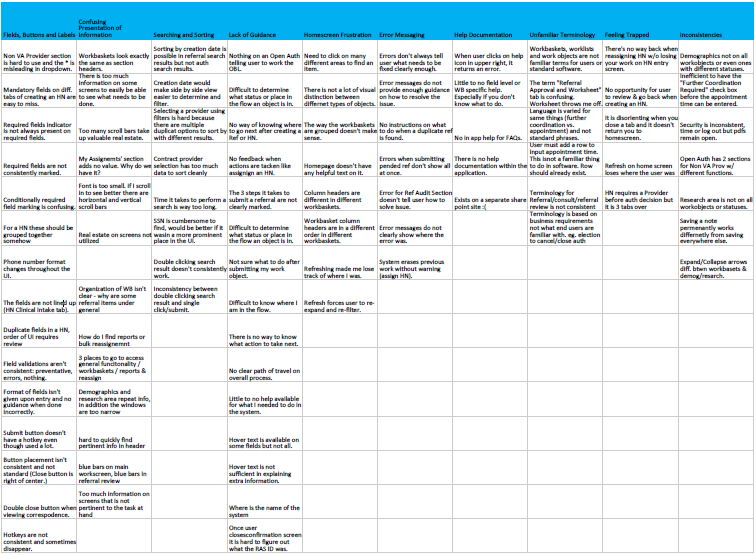 Fields, Buttons and Labels
Confusing
Presentation of
Information
Searching and Sorting
Lack of Guidance
Homescreen Frustration
Error Messaging
Help Documentation
Unfamiliar Terminology
Feeling Trapped
Inconsistencies
Non VA Provider section
is hard to use and the * is
misleading in dropdown.
Workbaskets look exactly
the same as section
headers.
Sorting by creation date is
possible in referral search
results but not auth
search results.
Nothing on an Open Auth
telling user to work the
OBL.
Need to click on many
different areas to find an
item.
Errors don't always tell
user what needs to be
fixed clearly enough.
When user clicks on help
icon in upper right, it
returns an error.
Workbaskets, worklists
and work objects are not
familiar terms for users or
standard software.
There's no way back when
reassigning HN w/o losing
your work on HN entry
screen.
Demographics not on all
workobjects or even ones
with different statuses.
Mandatory fields on diff.
tabs of creating an HN are
easy to miss.
There is too much
information on some
screens to easily be able
to see what needs to be
done.
Creation date would
make side by side view
easier to determine and
filter.
Difficult to determine
what status or place in
the flow an object is in.
There is not a lot of visual
distinction between
differnet types of objects.
Error messages do not
provide enough guidance
on how to resolve the
issue.
Little to no field level or
WB specific help.
Especially if you don't
know what to do.
The term "Referral
Approval and Worksheet"
tab is confusing.
Worksheet throws me off.
No opportunity for user
to review & go back when
creating an HN.
Inefficient to have the
"Further Coordination
Required" check box
before the appointment
time can be entered.
Required fields indicator
is not always present on
required fields.
Too many scroll bars take
up valuable real estate.
Selecting a provider using
filters is hard because
there are multiple
duplicat options to sort by
with different results.
No way of knowing where
to go next after creating a
Ref or HN.
The way the workbaskets
are grouped doesn't make
sense.
No instructions on what
to do when a duplicate ref
is found.
No in app help for FAQs.
Language is varied for
same things (further
coordination vs.
appointment) and not
standard phrases.
It is disorienting when you
close a tab and it doesn't
return you to
homescreen.
Security is inconsistent,
time or log out but pdfs
remain open.
Required fields are not
consistently marked.
My Assignments' section
adds no value. Why do we
have it?
Contract provider
selection has too much
data to sort cleanly
No feedback when
actions are tacken like
assignian an HN.
Homepage doesn't have
any helpful text on it.
Errors when submitting
pended ref don't show all
at once.
There is no help
documentation within the
application.
User must add a row to
input appointment time.
This isnot a familiar thing
to do in software. Row
should already exist.
Refresh on home screen
loses where the user was
Open Auth has 2 sections
for Non VA Prov w/
different functions.
Conditionally required
field marking is confusing.
Font is too small. If I scroll
in to see better there are
horizontal and vertical
scroll bars
Time it takes to perform a
search is way too long.
The 3 steps it takes to
submit a referral are not
clearly marked.
Column headers are
different in different
workbaskets.
Error for Ref Audit Section
doesn't tell user how to
solve issue.
Exists on a separate share
point site :(
Terminology for
Referral/consult/referral
review is not consistent
HN requires a Provider
before auth decision but
it is 3 tabs over
Research area is not on all
workobjects or statuses.
For a HN these should be
grouped together
somehow
Real estate on screens not
utilized
SSN is cumbersome to
find, would be better if it
wasin a more prominent
place in the UI.
Difficult to determine
what status or place in
the flow an object is in.
Workbasket column
headers are in a different
order in different
workbaskets.
Error messages do not
clearly show where the
error was.
Terminology is based on
business requirements
not what end users are
familiar with. eg. election
to cancel/close auth
Saving a note
permanently works
differnetly from saving
everywhere else.
Phone number format
changes throughout the
UI.
Double clicking search
result doesn't consistently
work.
Not sure what to do after
submitting my work
object.
Refreshing made me lose
track of where I was.
System erases previous
work without warning
(assign HN).
Expand/Collapse arrows
diff. btwn workbasets &
demog/resarch.
The fields are not lined up
(HN Clinical Intake tab).
Organization of WB isn't
clear - why are some
referral items under
general
Inconsistency between
double clicking search
result and single
click/submit.
Difficult to know where I
am in the flow.
Refresh forces user to re-
expand and re-filter.
Duplicate fields in a HN,
order of UI requires
review
How do I find reports or
bulk reassignemnt
There is no way to know
what action to take next.
Field validations aren't
consistent: preventative,
errors, nothing.
3 places to go to access
general funcitonality /
workbaskets / reports &
reassign
No clear path of travel on
overall process.
Format of fields isn't
given upon entry and no
guidance when done
incorrectly.
Demographics and
research area repeat info,
in addition the windows
are too narrow
Little to no help available
for what I needed to do in
the system.
Submit button doesn't
have a hotkey even
though used a lot.
hard to quickly find
pertinent info in header
Hover text is available on
some fields but not all.
Button placement isn't
consistent and not
standard (Close button is
right of center.)
blue bars on main
workscreen, blue bars in
referral review
Hover text is not
sufficient in explaining
extra information.
Double close button when
viewing correspodence.
Too much information on
screens that is not
pertinent to the task at
hand
Where is the name of the
system
Hotkeys are not
consistent and sometimes
disappear.
Once user
closesconfirmation screen
it is hard to figure out
what the RAS ID was.